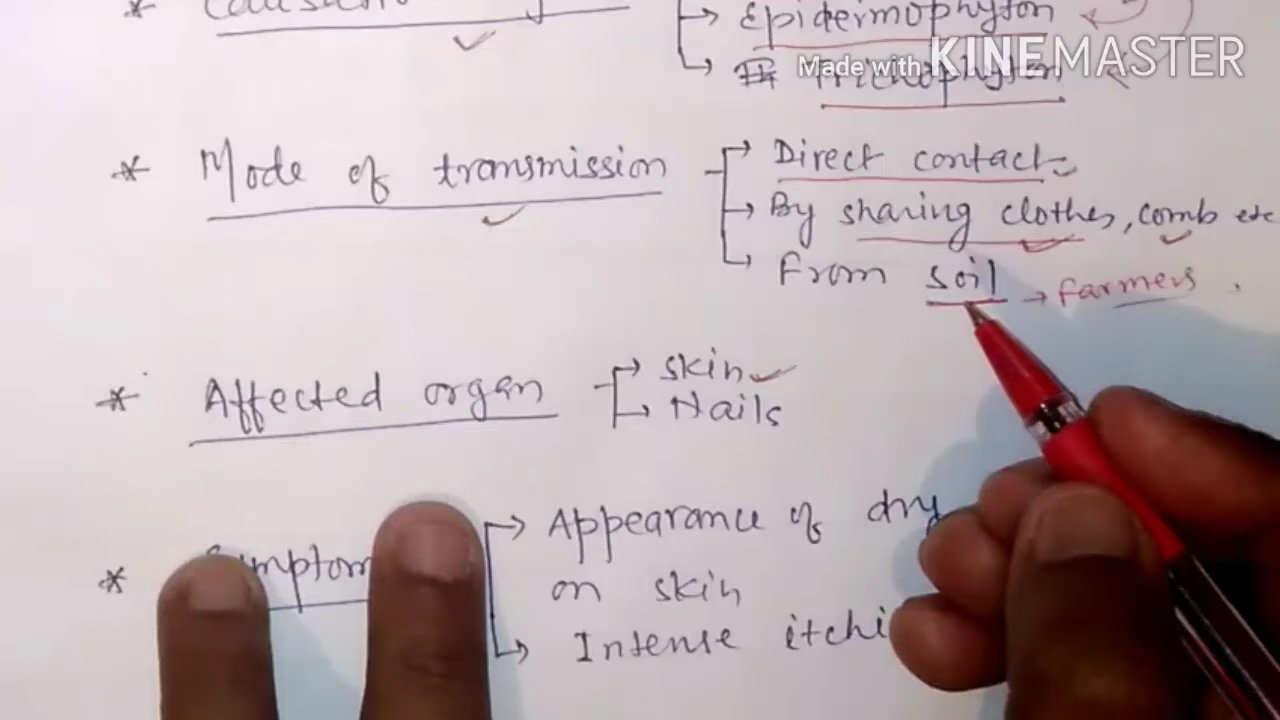 * 
→ Epidermophyton
Made with KINEMASTER
→ Trichophyton
* Mode of transmission → Direct contact
→ By sharing clothes, comb etc
→ From soil → farmers
* Affected organ → skin
→ Nails
* → Appearance of dry
on skin
→ Intense itchi